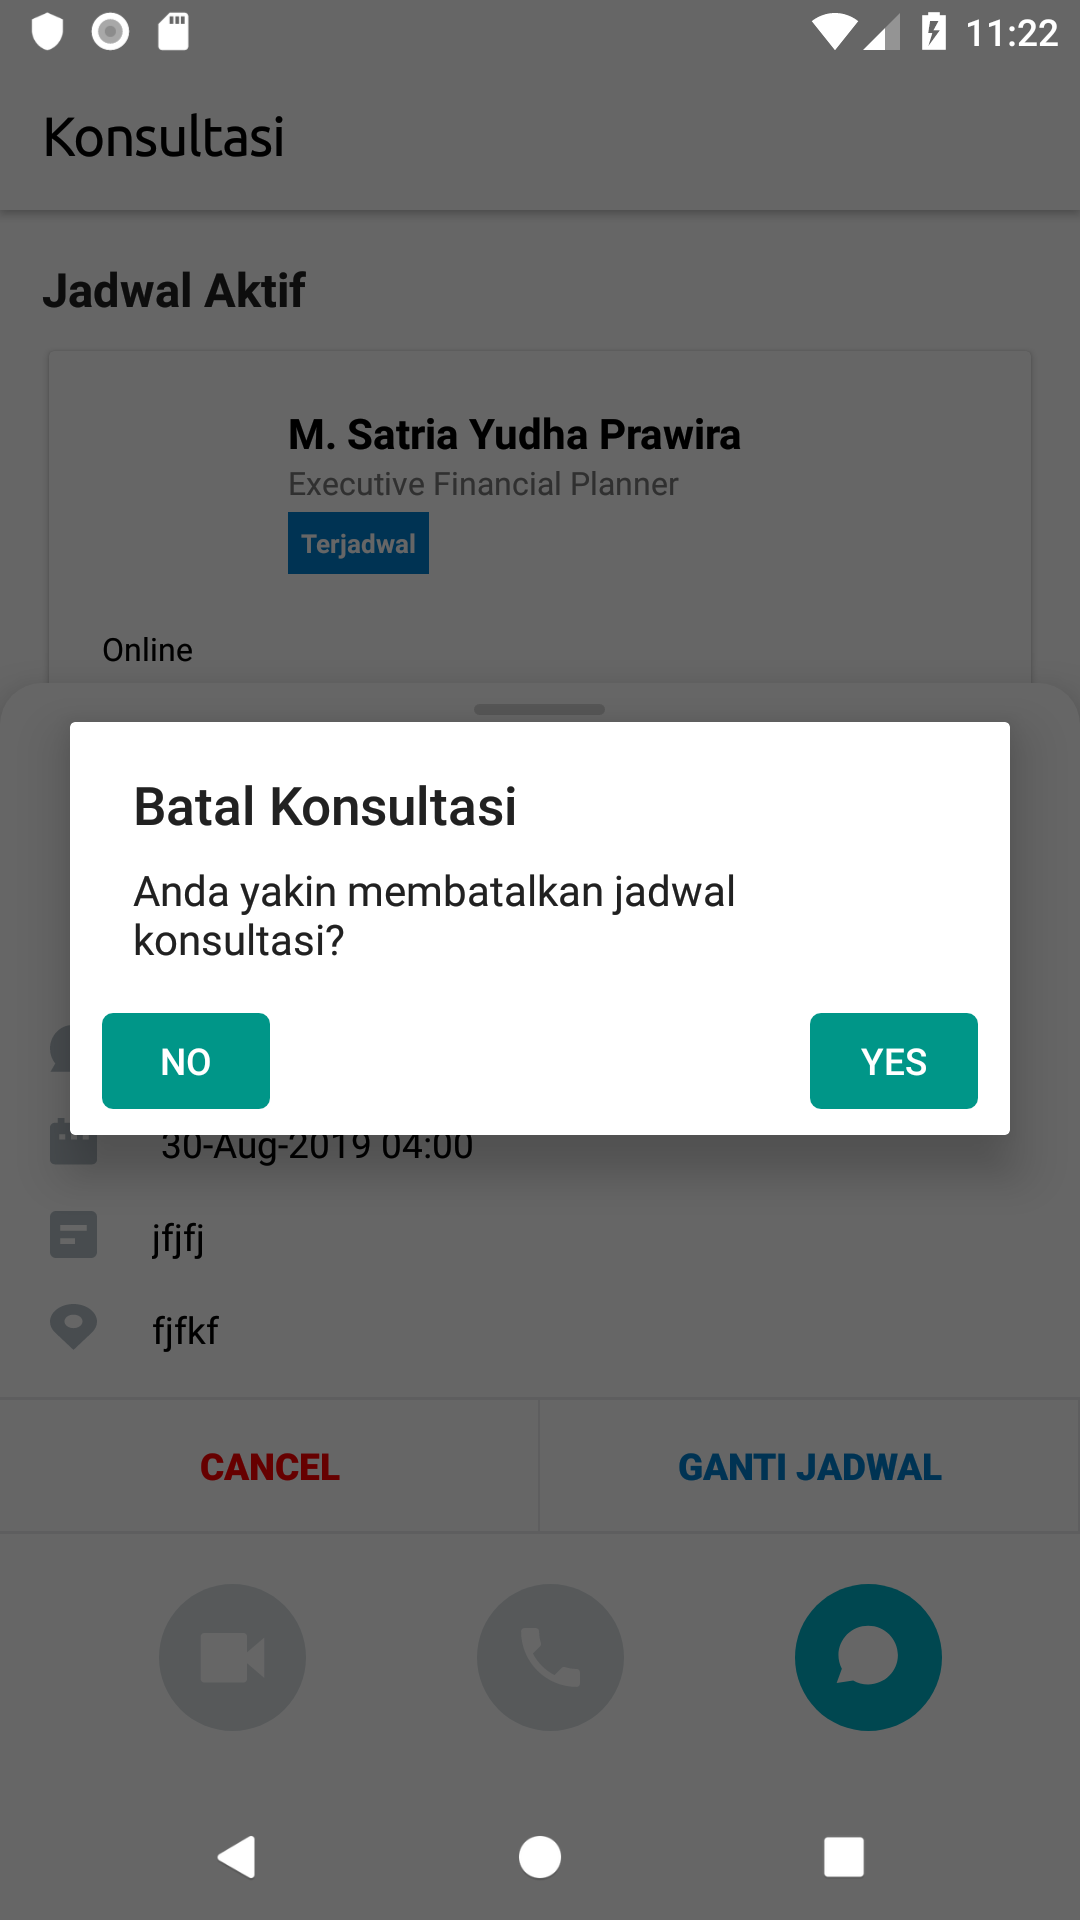 11:22
Konsultasi
Jadwal Aktif
M. Satria Yudha Prawira
Executive Financial Planner
Terjadwal
Online
Batal Konsultasi
Anda yakin membatalkan jadwal
konsultasi?
NO
YES
30-Aug-2019 04:00
jfjfj
fjfkf
CANCEL
GANTI JADWAL